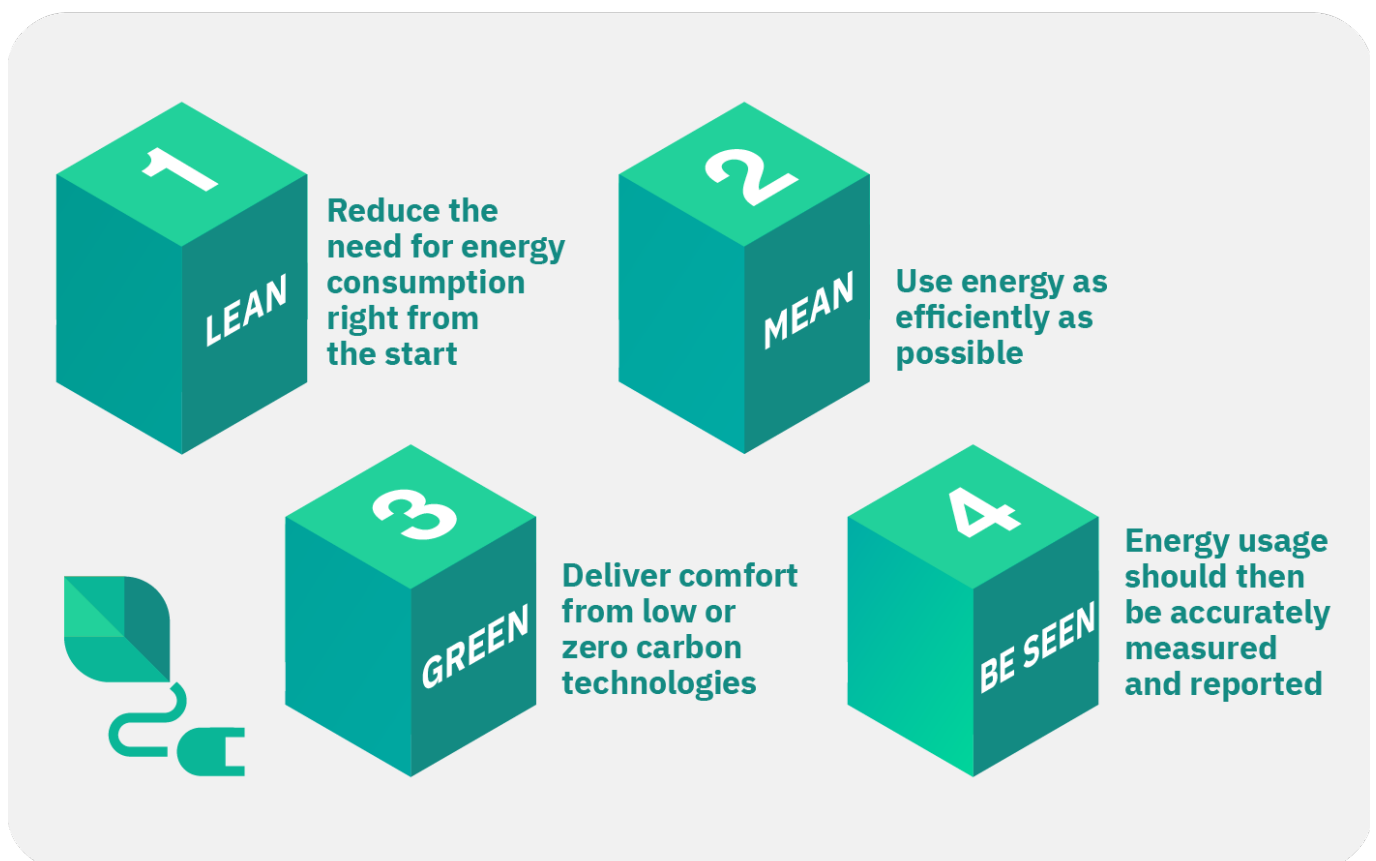 1
LEAN
Reduce the
need for energy
consumption
right from
the start
2
MEAN
Use energy as
efficiently as
possible
3
GREEN
Deliver comfort
from low or
zero carbon
technologies
4
BE SEEN
Energy usage
should then
be accurately
measured
and reported